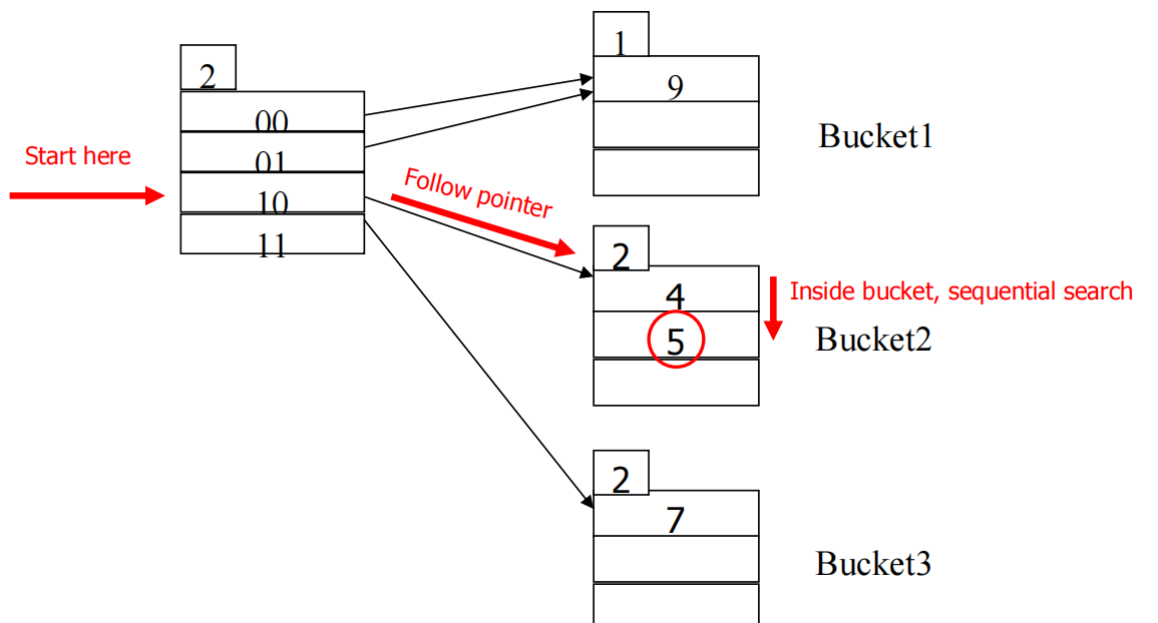 2
00
01
10
11
Start here
Follow pointer
1
9
Bucket1
2
4
5
Inside bucket, sequential search
Bucket2
2
7
Bucket3